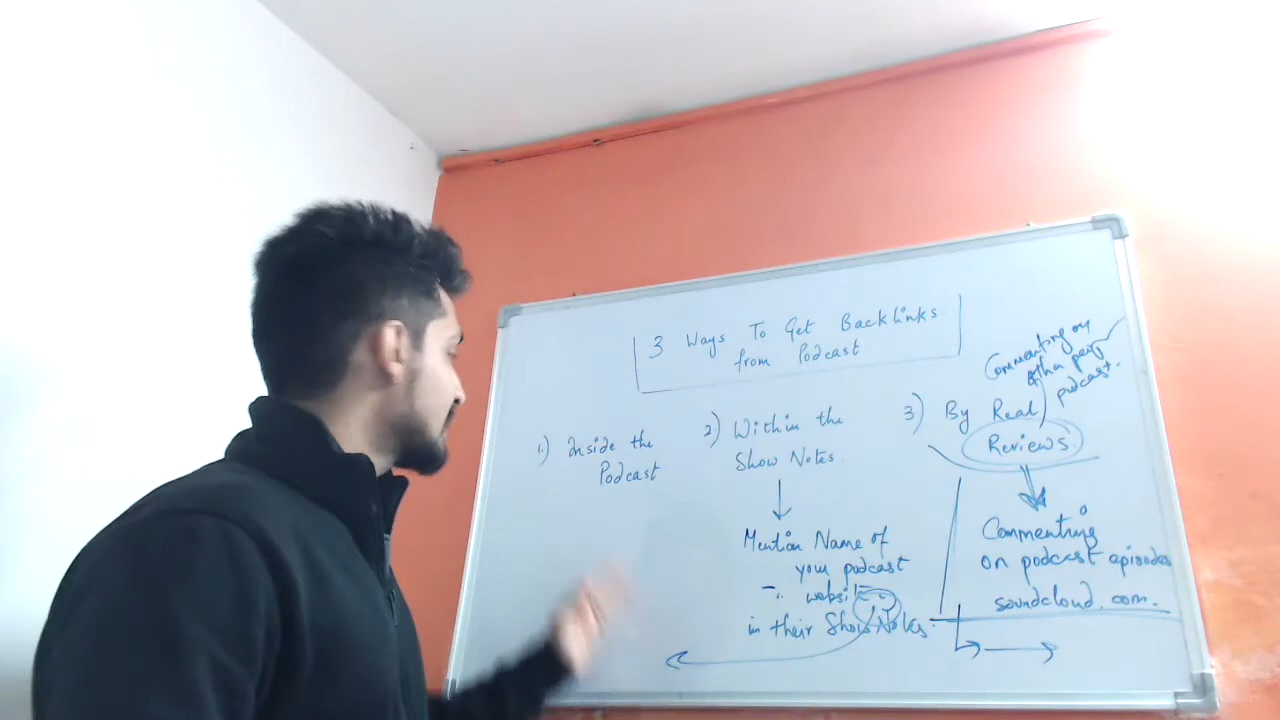 3 Ways To Get Backlinks
from Podcast
1.) Inside the
Podcast
2) Within the
Show Notes.
Mention Name of
your podcast
website
in their Show Notes.
3) By Real
Reviews.
Commenting on
podcast.
Commenting
on podcast episodes
soundcloud.com.